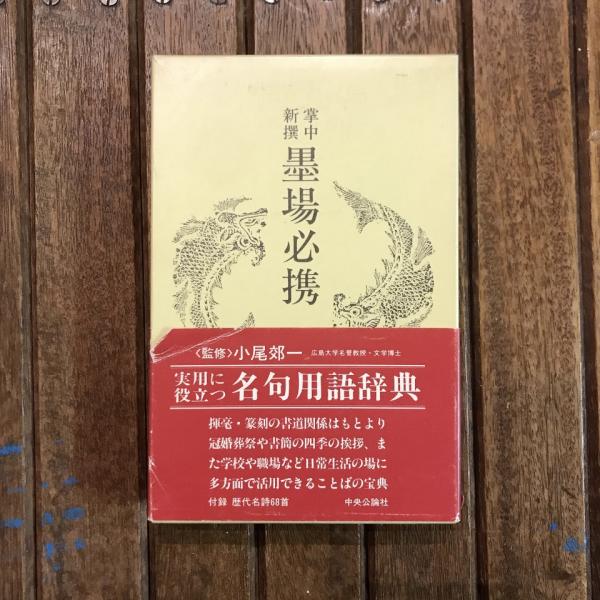 掌中
新撰
墨場必携
〈監修〉小尾郊一 広島大学名誉教授・文学博士
実用に
役立つ
名句用語辞典
揮毫・篆刻の書道関係はもとより
冠婚葬祭や書簡の四季の挨拶、ま
た学校や職場など日常生活の場に
多方面で活用できることばの宝典
付録 歴代名詩68首 中央公論社